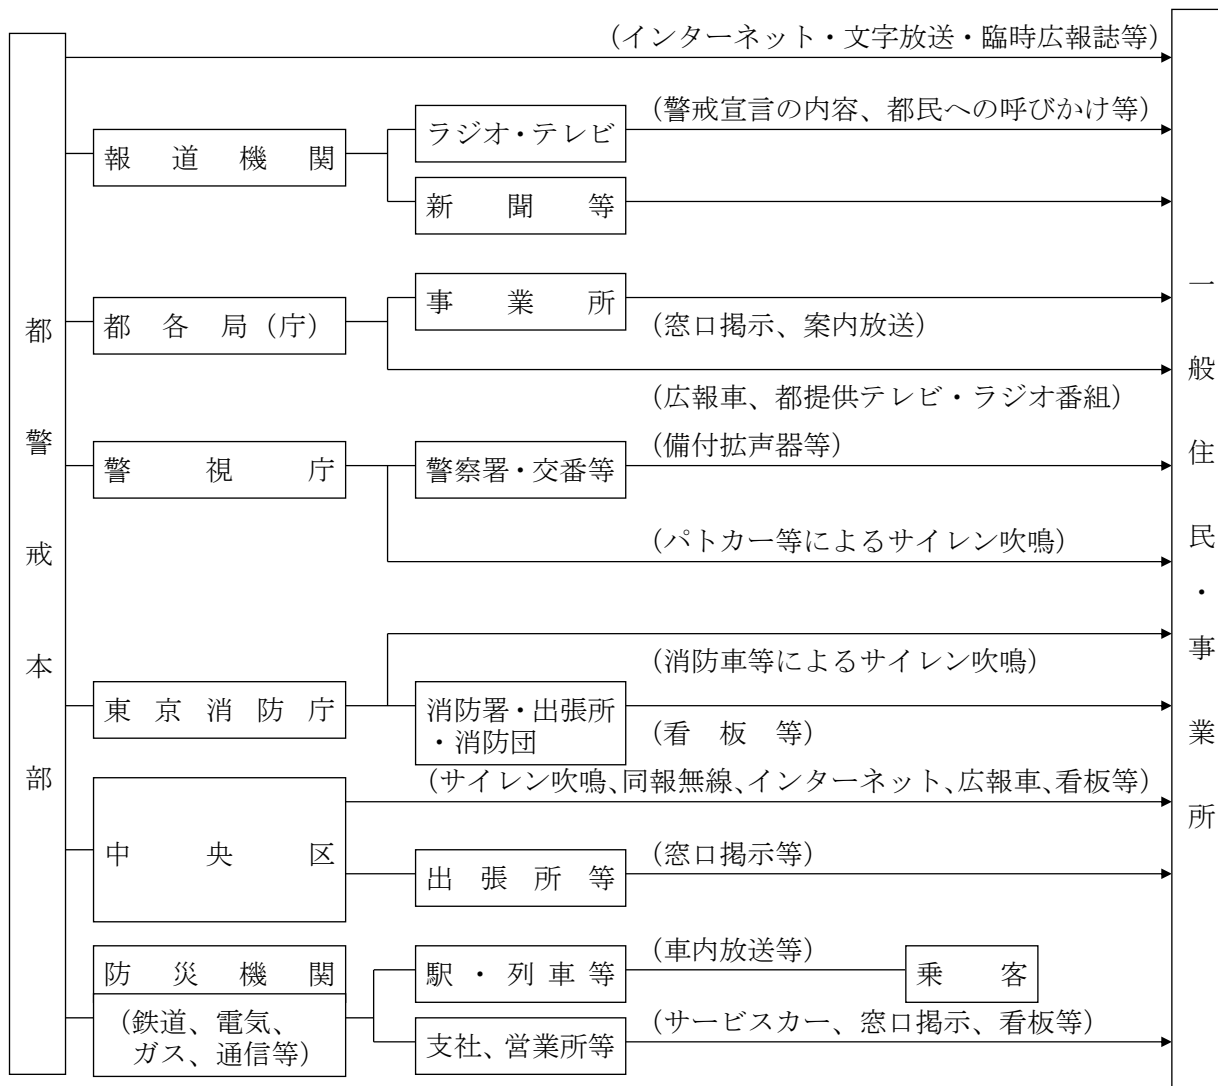 都警戒本部
(インターネット・文字放送・臨時広報誌等)
報道機関
ラジオ・テレビ
(警戒宣言の内容、都民への呼びかけ等)
新聞等
都各局(庁)
事業所
(窓口掲示、案内放送)
(広報車、都提供テレビ・ラジオ番組)
警視庁
警察署・交番等
(備付拡声器等)
(パトカー等によるサイレン吹鳴)
(消防車等によるサイレン吹鳴)
東京消防庁
消防署・出張所
・消防団
(看板等)
(サイレン吹鳴、同報無線、インターネット、広報車、看板等)
中央区
出張所等
(窓口掲示等)
防災機関
(鉄道、電気、
ガス、通信等)
駅・列車等
(車内放送等)
乗客
支社、営業所等
(サービスカー、窓口掲示、看板等)
一般住民・事業所